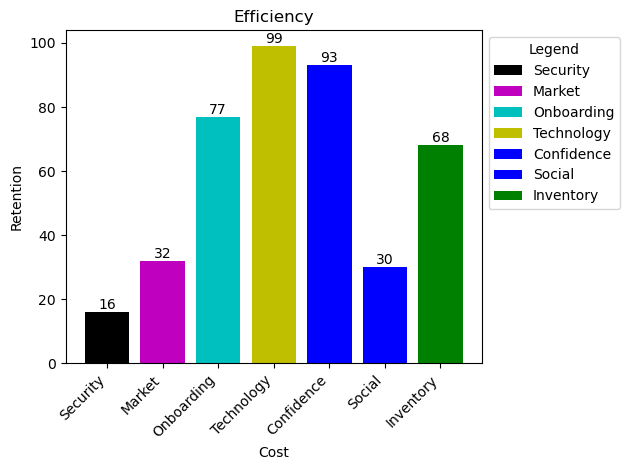 Efficiency
Retention
100
80
60
40
20
0
16
32
77
99
93
30
68
Security
Market
Onboarding
Technology
Confidence
Social
Inventory
Cost
Legend
Security
Market
Onboarding
Technology
Confidence
Social
Inventory